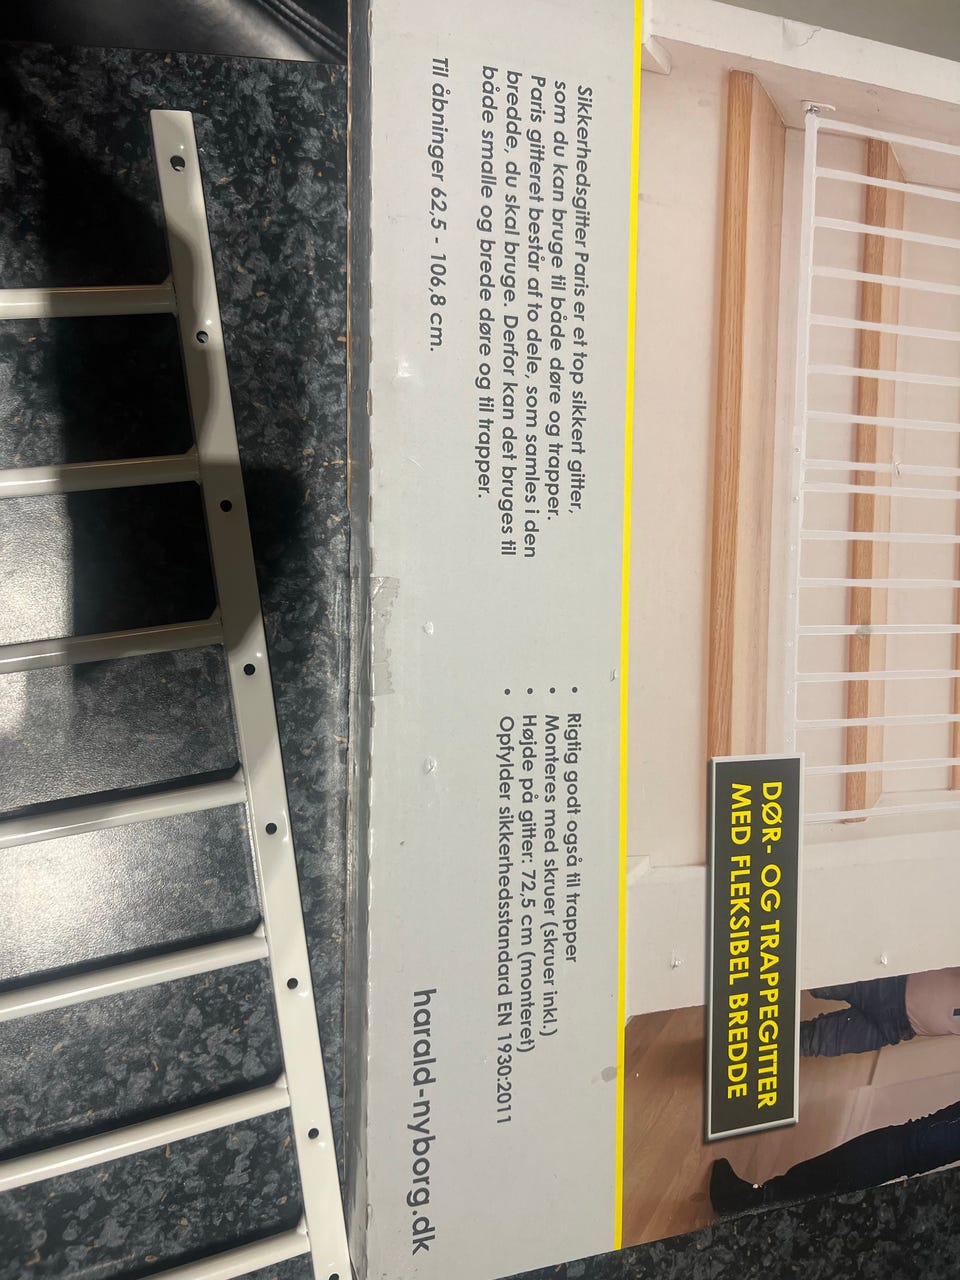 DØR- OG TRAPPEGITTER
MED FLEKSIBEL BREDDE
Sikkerhedsgitter Paris er et top sikkert gitter,
som du kan bruge til både døre og trapper.
Paris gitteret består af to dele, som samles i den
bredde, du skal bruge. Derfor kan det bruges til
både smalle og brede døre og til trapper.
Til åbninger 62,5 - 106,8 cm.
• Rigtig godt også til trapper
• Monteres med skruer (skruer inkl.)
• Højde på gitter: 72,5 cm (monteret)
• Opfylder sikkerhedsstandard EN 1930:2011
harald-nyborg.dk